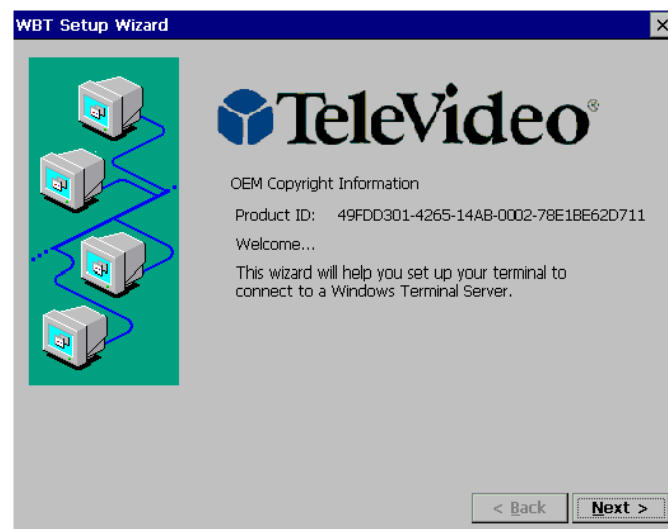 WBT Setup Wizard
TeleVideo®
OEM Copyright Information
Product ID: 49FDD301-4265-14AB-0002-78E1BE62D711
Welcome...
This wizard will help you set up your terminal to
connect to a Windows Terminal Server.
< Back Next >